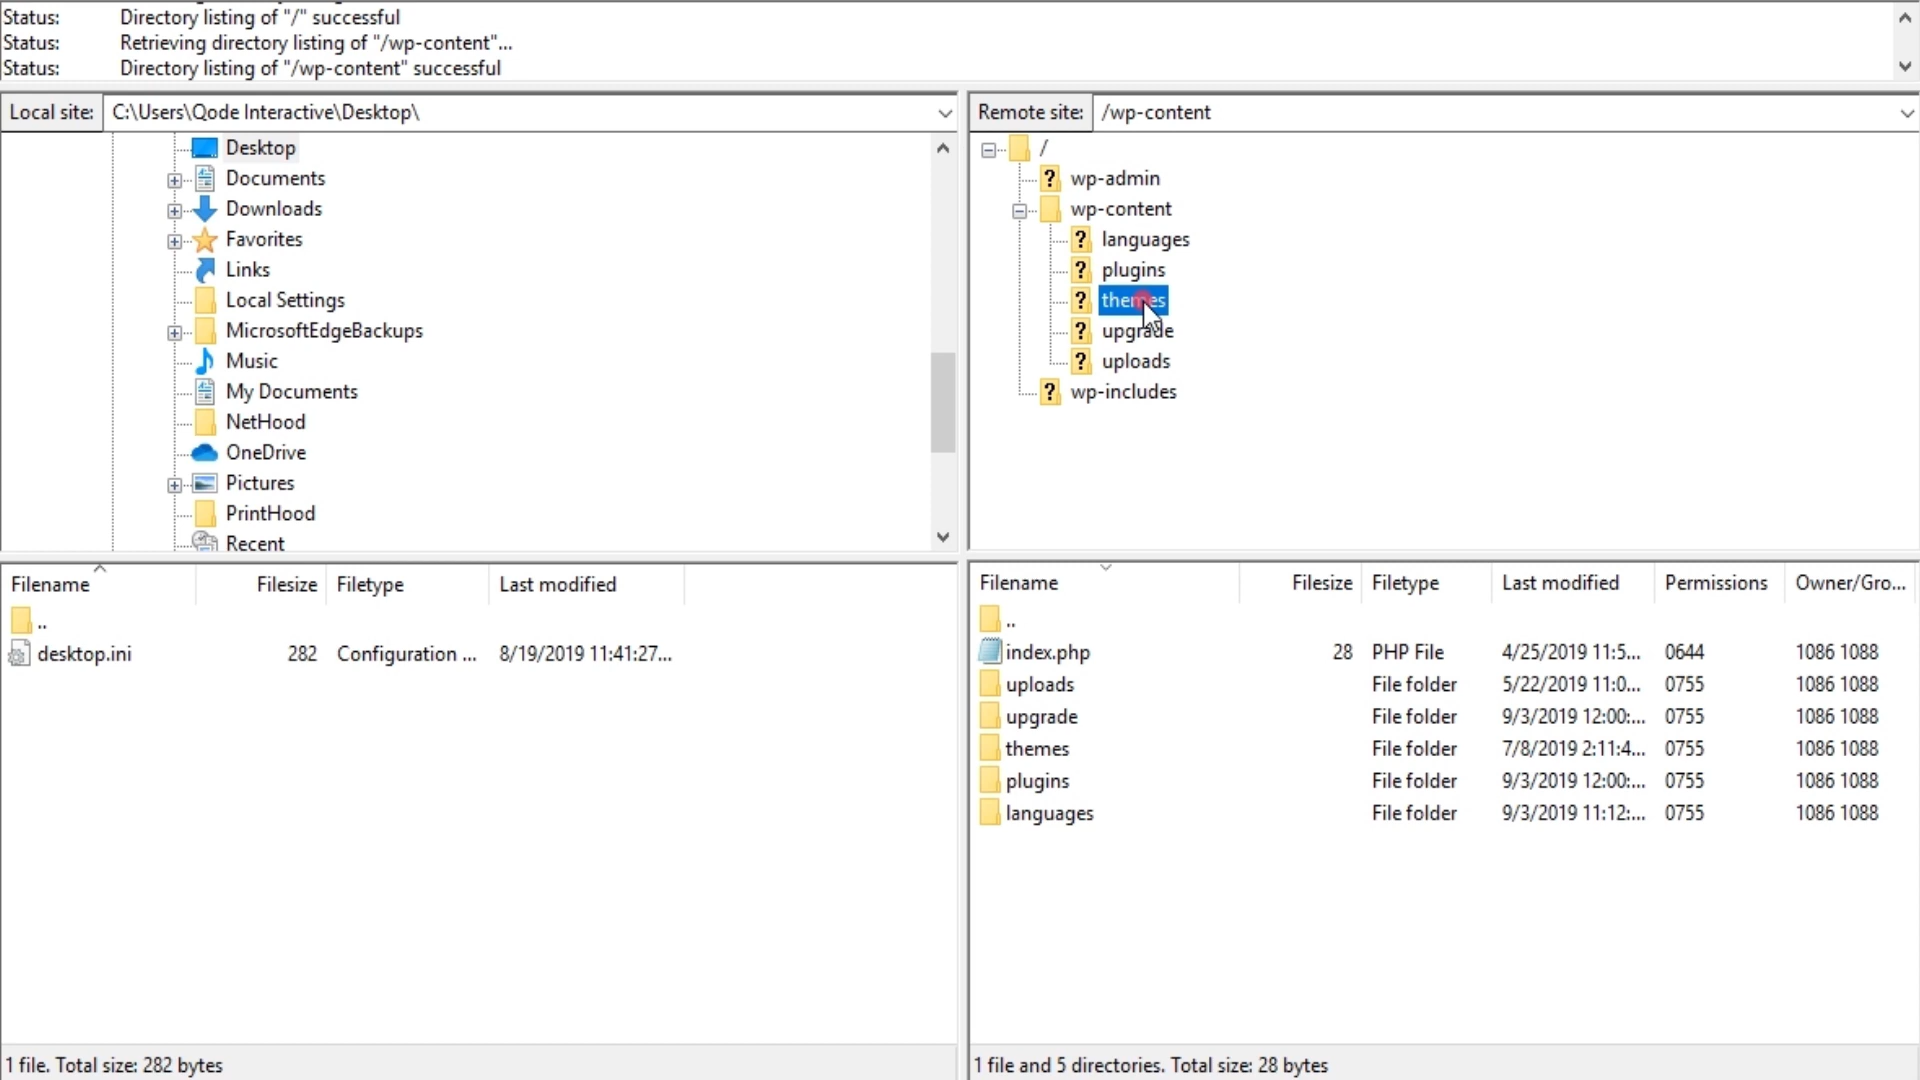 Status: Directory listing of "/" successful
Status: Retrieving directory listing of "/wp-content"...
Status: Directory listing of "/wp-content" successful
Local site: C:\Users\Qode Interactive\Desktop\
Desktop
Documents
Downloads
Favorites
Links
Local Settings
MicrosoftEdgeBackups
Music
My Documents
NetHood
OneDrive
Pictures
PrintHood
Recent
Remote site: /wp-content
/
wp-admin
wp-content
languages
plugins
themes
upgrade
uploads
wp-includes
Filename Filesize Filetype Last modified
..
desktop.ini 282 Configuration ... 8/19/2019 11:41:27...
1 file. Total size: 282 bytes
Filename Filesize Filetype Last modified Permissions Owner/Gro...
..
index.php 28 PHP File 4/25/2019 11:5... 0644 1086 1088
uploads File folder 5/22/2019 11:0... 0755 1086 1088
upgrade File folder 9/3/2019 12:00:... 0755 1086 1088
themes File folder 7/8/2019 2:11:4... 0755 1086 1088
plugins File folder 9/3/2019 12:00:... 0755 1086 1088
languages File folder 9/3/2019 11:12:... 0755 1086 1088
1 file and 5 directories. Total size: 28 bytes